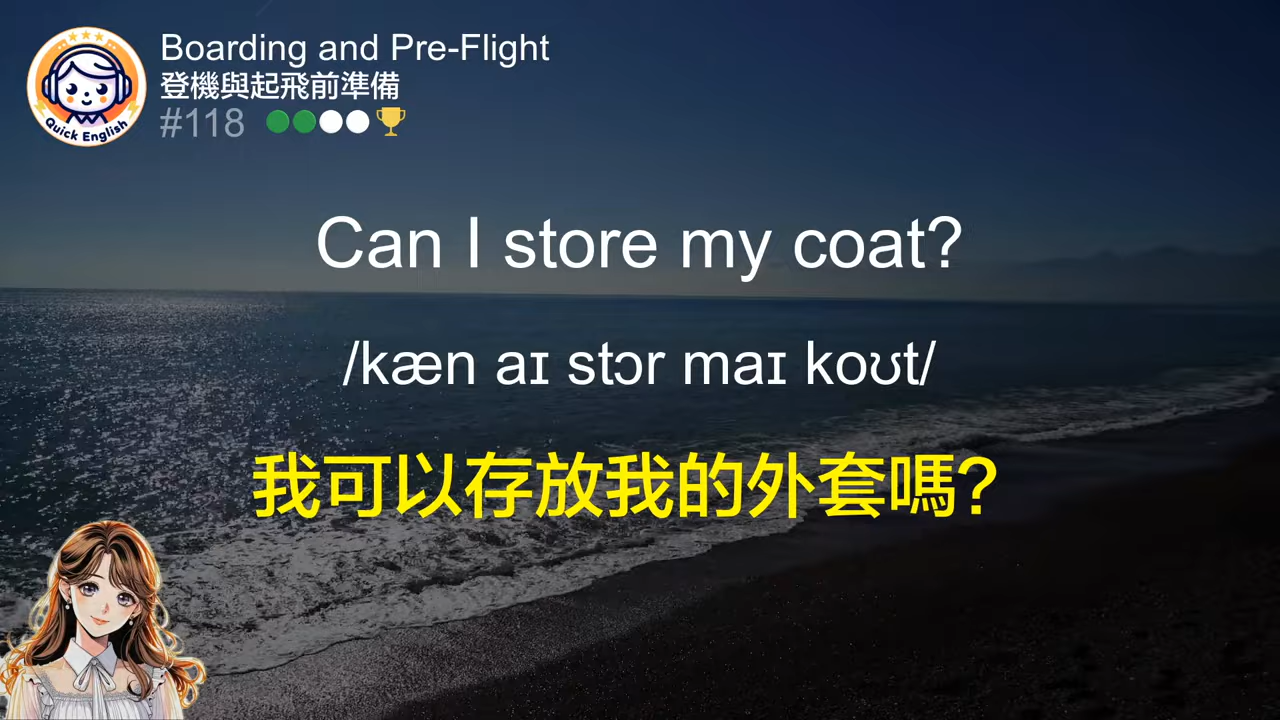 Boarding and Pre-Flight
登機與起飛前準備
#118
Quick English
Can I store my coat?
/kæn aɪ stɔr maɪ koʊt/
我可以存放我的外套嗎?